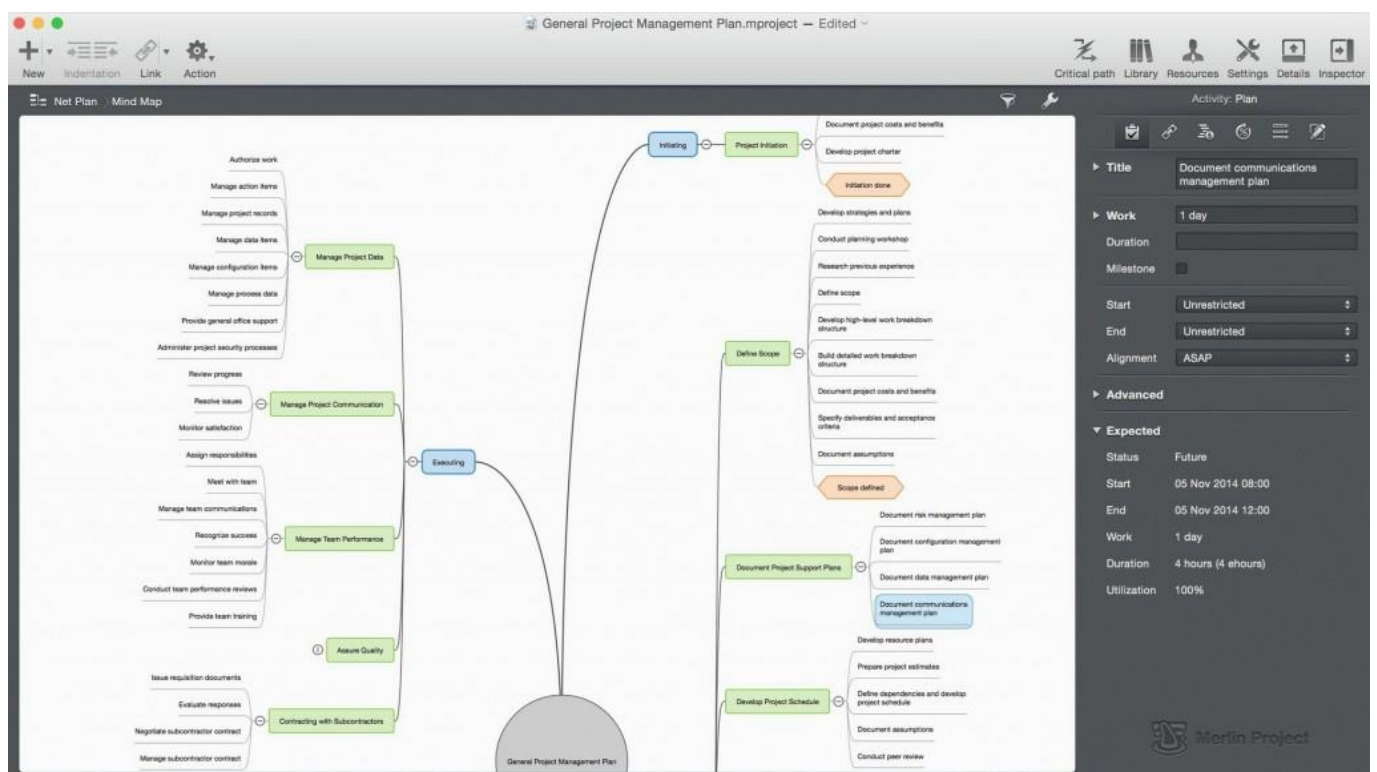 General Project Management Plan.mproject — Edited
New
Indentation
Link
Action
Critical path
Library
Resources
Settings
Details
Inspector
Net Plan
Mind Map
Activity: Plan
Authorize work
Manage action items
Manage project records
Manage data items
Manage configuration items
Manage process data
Provide general office support
Administer project security processes
Manage Project Data
Review progress
Resolve issues
Monitor satisfaction
Manage Project Communication
Assign responsibilities
Meet with team
Manage team communications
Recognize success
Monitor team morale
Conduct team performance reviews
Provide team training
Manage Team Performance
Assure Quality
Issue requisition documents
Evaluate responses
Negotiate subcontractor contract
Manage subcontractor contract
Contracting with Subcontractors
Executing
General Project Management Plan
Initiating
Project Initiation
Document project costs and benefits
Develop project charter
Initiation done
Define Scope
Develop strategies and plans
Conduct planning workshop
Research previous experience
Define scope
Develop high-level work breakdown
structure
Build detailed work breakdown
structure
Document project costs and benefits
Specify deliverables and acceptance
criteria
Document assumptions
Scope defined
Document Project Support Plans
Document risk management plan
Document configuration management
plan
Document data management plan
Document communications
management plan
Develop Project Schedule
Develop resource plans
Prepare project estimates
Define dependencies and develop
project schedule
Document assumptions
Conduct peer review
Title
Document communications
management plan
Work
1 day
Duration
Milestone
Start
Unrestricted
End
Unrestricted
Alignment
ASAP
Advanced
Expected
Status
Future
Start
05 Nov 2014 08:00
End
05 Nov 2014 12:00
Work
1 day
Duration
4 hours (4 ehours)
Utilization
100%
Merlin Project